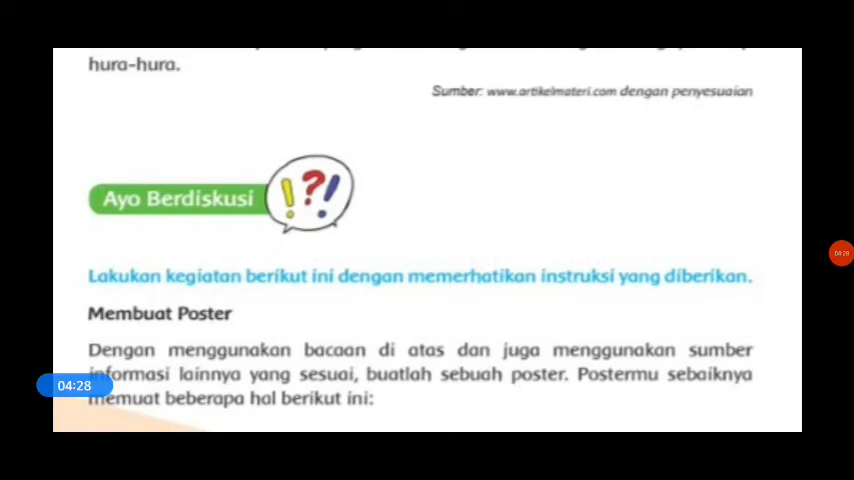 hura-hura.
Sumber: www.artikelmateri.com dengan penyesuaian
Ayo Berdiskusi
!?!
04:28
Lakukan kegiatan berikut ini dengan memerhatikan instruksi yang diberikan.
Membuat Poster
Dengan menggunakan bacaan di atas dan juga menggunakan sumber
informasi lainnya yang sesuai, buatlah sebuah poster. Postermu sebaiknya
04:28
memuat beberapa hal berikut ini: